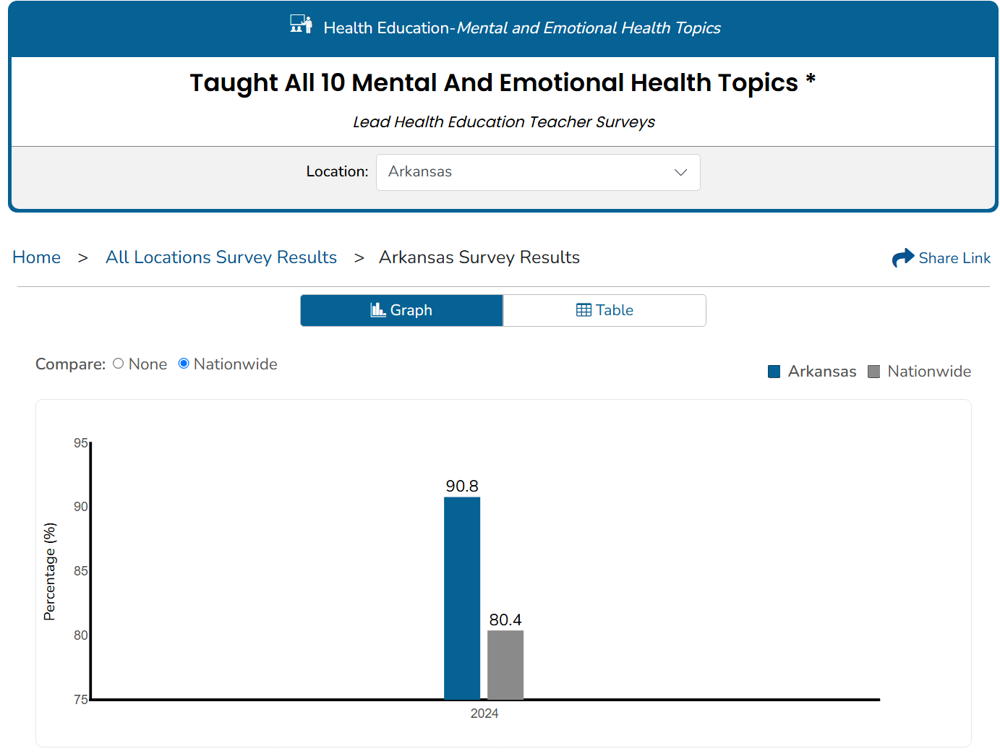 Health Education-Mental and Emotional Health Topics
Taught All 10 Mental And Emotional Health Topics *
Lead Health Education Teacher Surveys
Location: Arkansas
Home > All Locations Survey Results > Arkansas Survey Results
Share Link
Graph
Table
Compare: None Nationwide
Arkansas Nationwide
95
90.8
90
Percentage (%)
85
80.4
80
75
2024